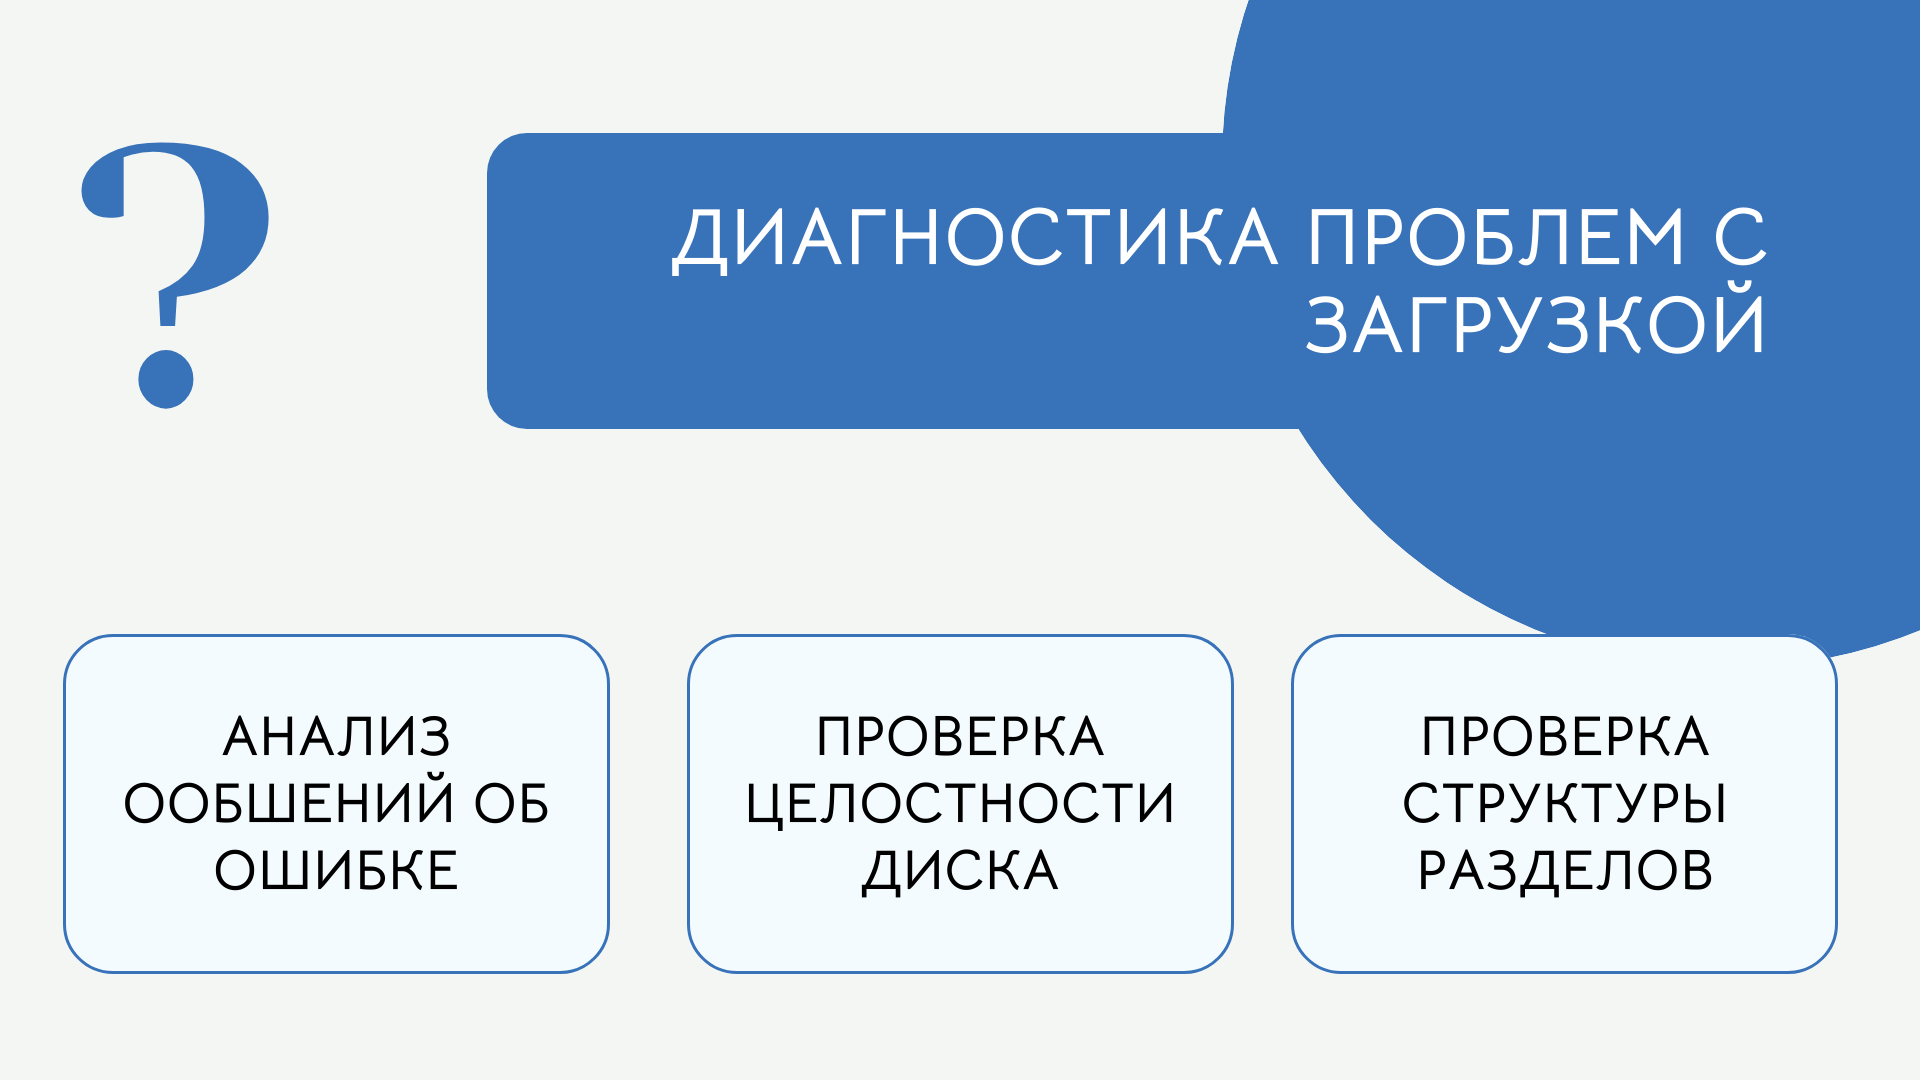 ?
ДИАГНОСТИКА ПРОБЛЕМ С
ЗАГРУЗКОЙ
АНАЛИЗ
ООБШЕНИЙ ОБ
ОШИБКЕ
ПРОВЕРКА
ЦЕЛОСТНОСТИ
ДИСКА
ПРОВЕРКА
СТРУКТУРЫ
РАЗДЕЛОВ